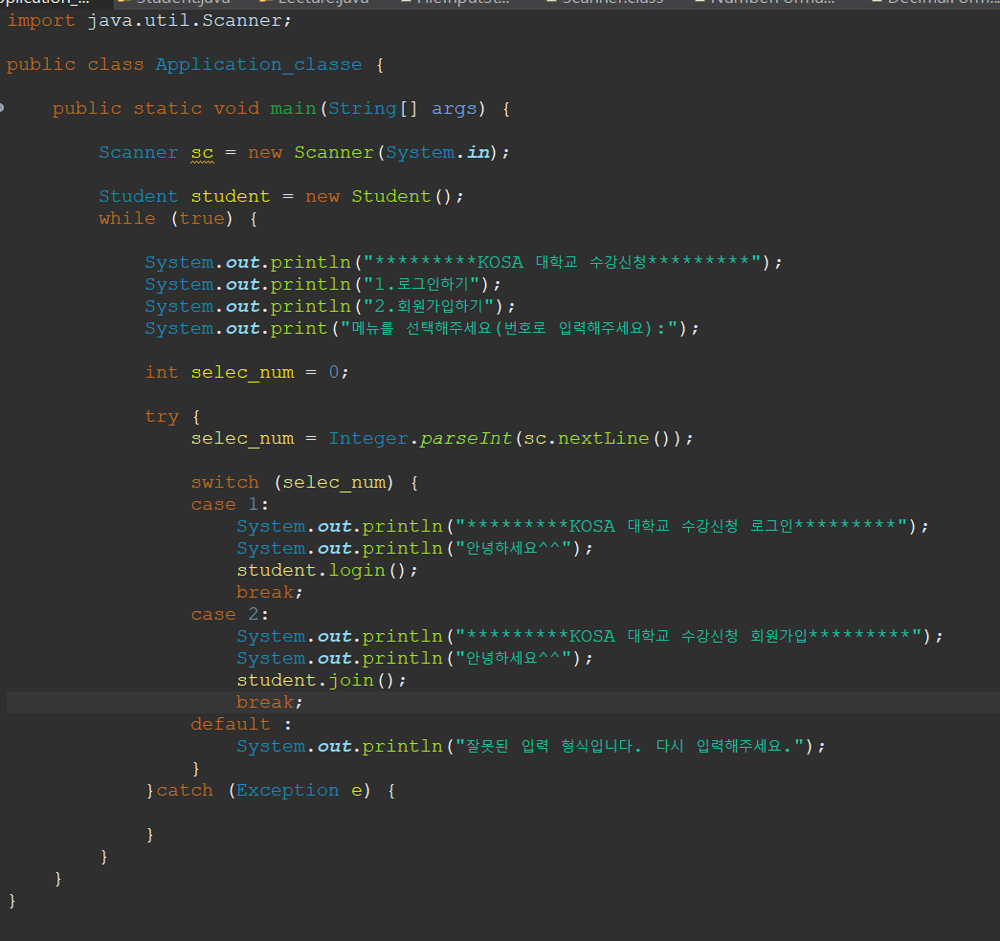 Student.java Lecture.java Scanner.class
import java.util.Scanner;
public class Application_classe {
public static void main(String[] args) {
Scanner sc = new Scanner(System.in);
Student student = new Student();
while (true) {
System.out.println("*********KOSA 대학교 수강신청*********");
System.out.println("1.로그인하기");
System.out.println("2.회원가입하기");
System.out.print("메뉴를 선택해주세요(번호로 입력해주세요):");
int selec_num = 0;
try {
selec_num = Integer.parseInt(sc.nextLine());
switch (selec_num) {
case 1:
System.out.println("*********KOSA 대학교 수강신청 로그인*********");
System.out.println("안녕하세요^^");
student.login();
break;
case 2:
System.out.println("*********KOSA 대학교 수강신청 회원가입*********");
System.out.println("안녕하세요^^");
student.join();
break;
default :
System.out.println("잘못된 입력 형식입니다. 다시 입력해주세요.");
}
}catch (Exception e) {
}
}
}
}